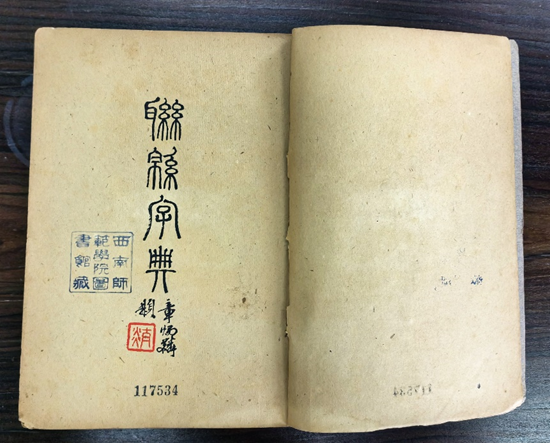 聯緜字典
章炳麟
題
西南師
範學院圖
書館藏
117534